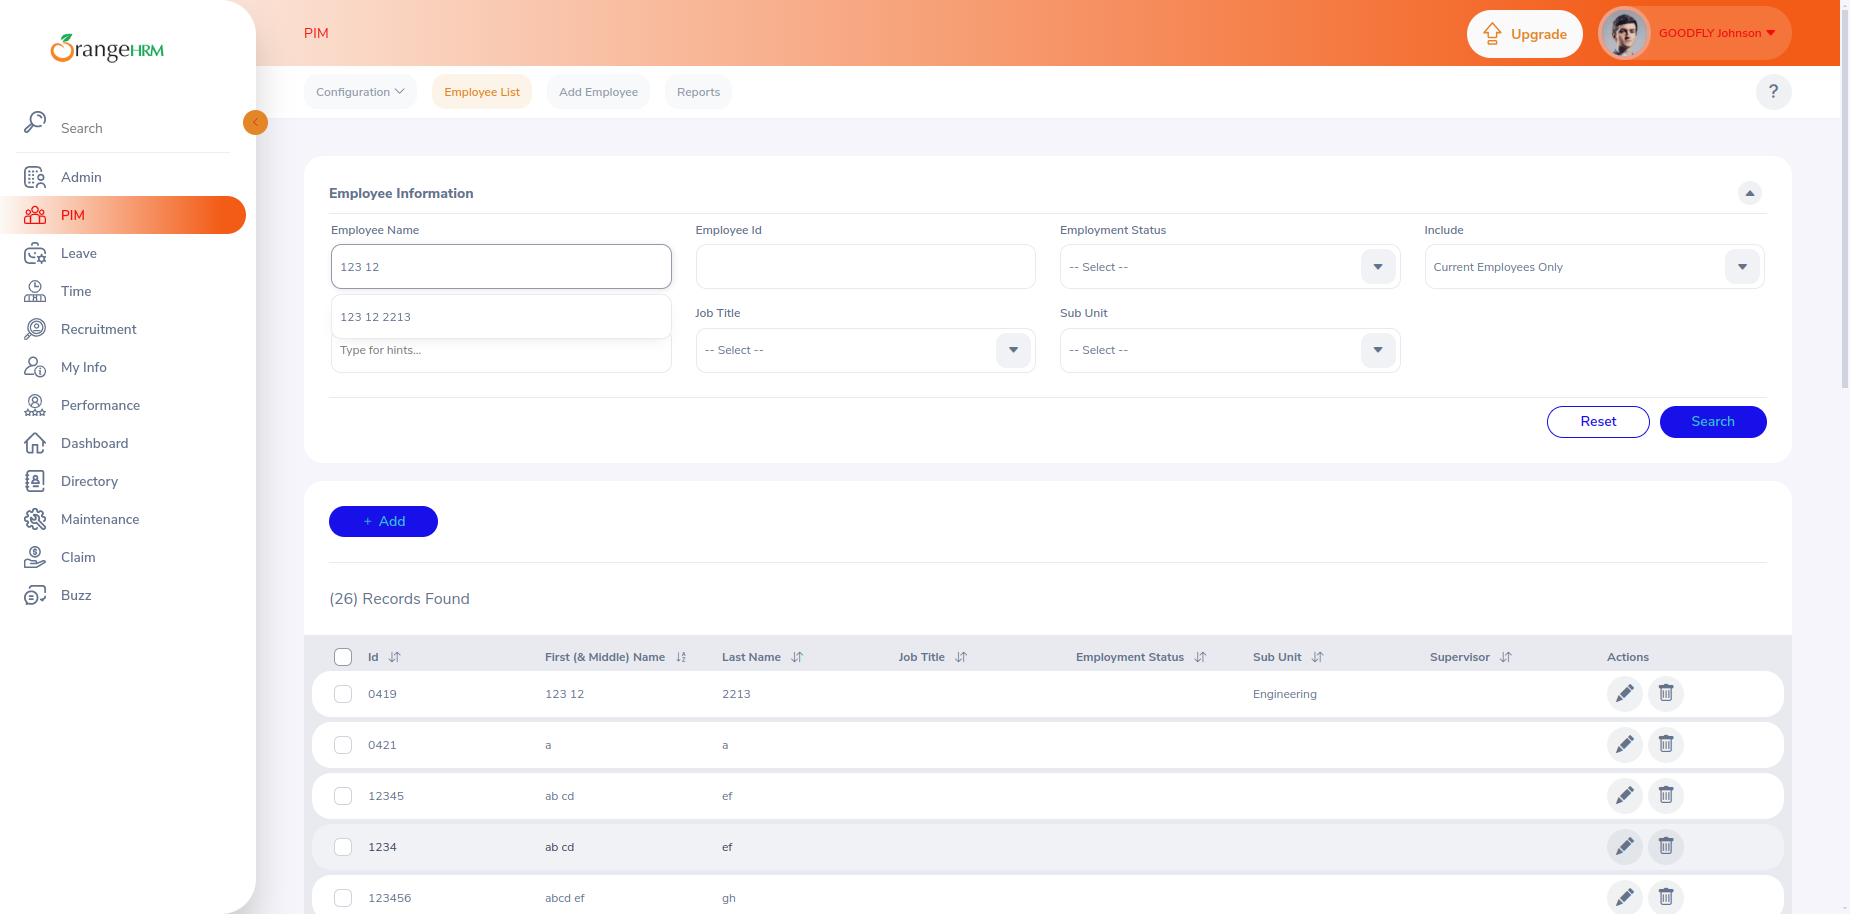 OrangeHRM
PIM
Upgrade
GOODFLY Johnson
Configuration
Employee List
Add Employee
Reports
?
Search
Admin
PIM
Leave
Time
Recruitment
My Info
Performance
Dashboard
Directory
Maintenance
Claim
Buzz
Employee Information
Employee Name
Employee Id
Employment Status
Include
123 12
-- Select --
Current Employees Only
123 12 2213
Job Title
Sub Unit
Type for hints...
-- Select --
-- Select --
Reset
Search
+ Add
(26) Records Found
Id First (& Middle) Name Last Name Job Title Employment Status Sub Unit Supervisor Actions
0419 123 12 2213 Engineering
0421 a a
12345 ab cd ef
1234 ab cd ef
123456 abcd ef gh